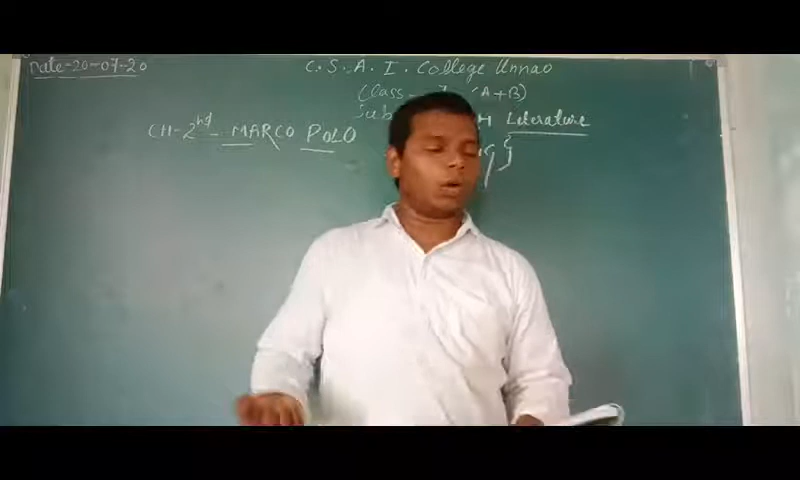 Date-20-07-20
C.S.A.I. College Unnao
(Class - (A+B)
Sub H Literature
CH-2nd - MARCO POLO